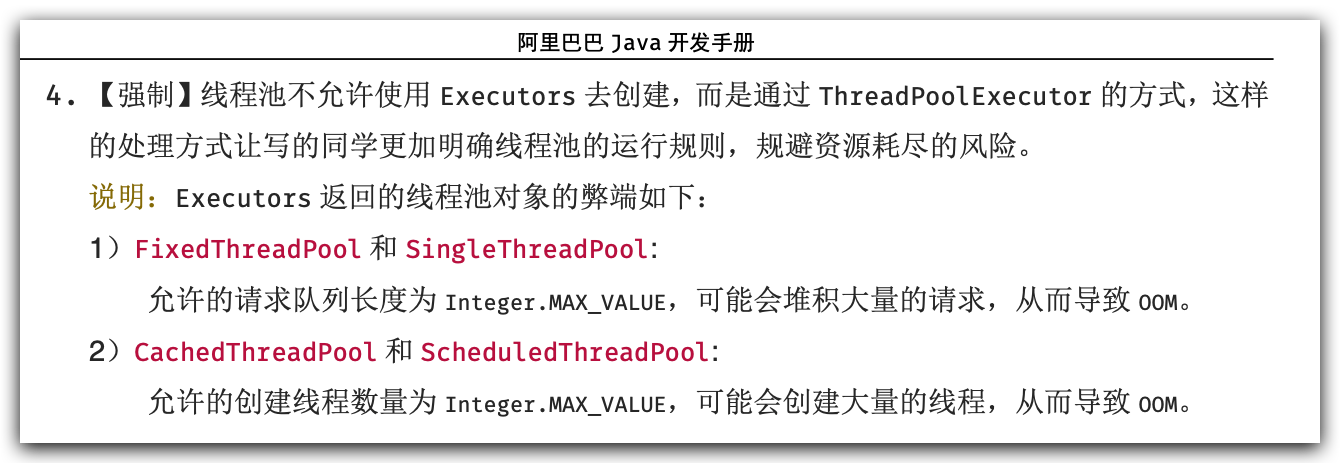 阿里巴巴 Java 开发手册
4. 【强制】线程池不允许使用 Executors 去创建，而是通过 ThreadPoolExecutor 的方式，这样
的处理方式让写的同学更加明确线程池的运行规则，规避资源耗尽的风险。
说明：Executors 返回的线程池对象的弊端如下：
1）FixedThreadPool 和 SingleThreadPool:
允许的请求队列长度为 Integer.MAX_VALUE，可能会堆积大量的请求，从而导致 OOM。
2）CachedThreadPool 和 ScheduledThreadPool:
允许的创建线程数量为 Integer.MAX_VALUE，可能会创建大量的线程，从而导致 OOM。